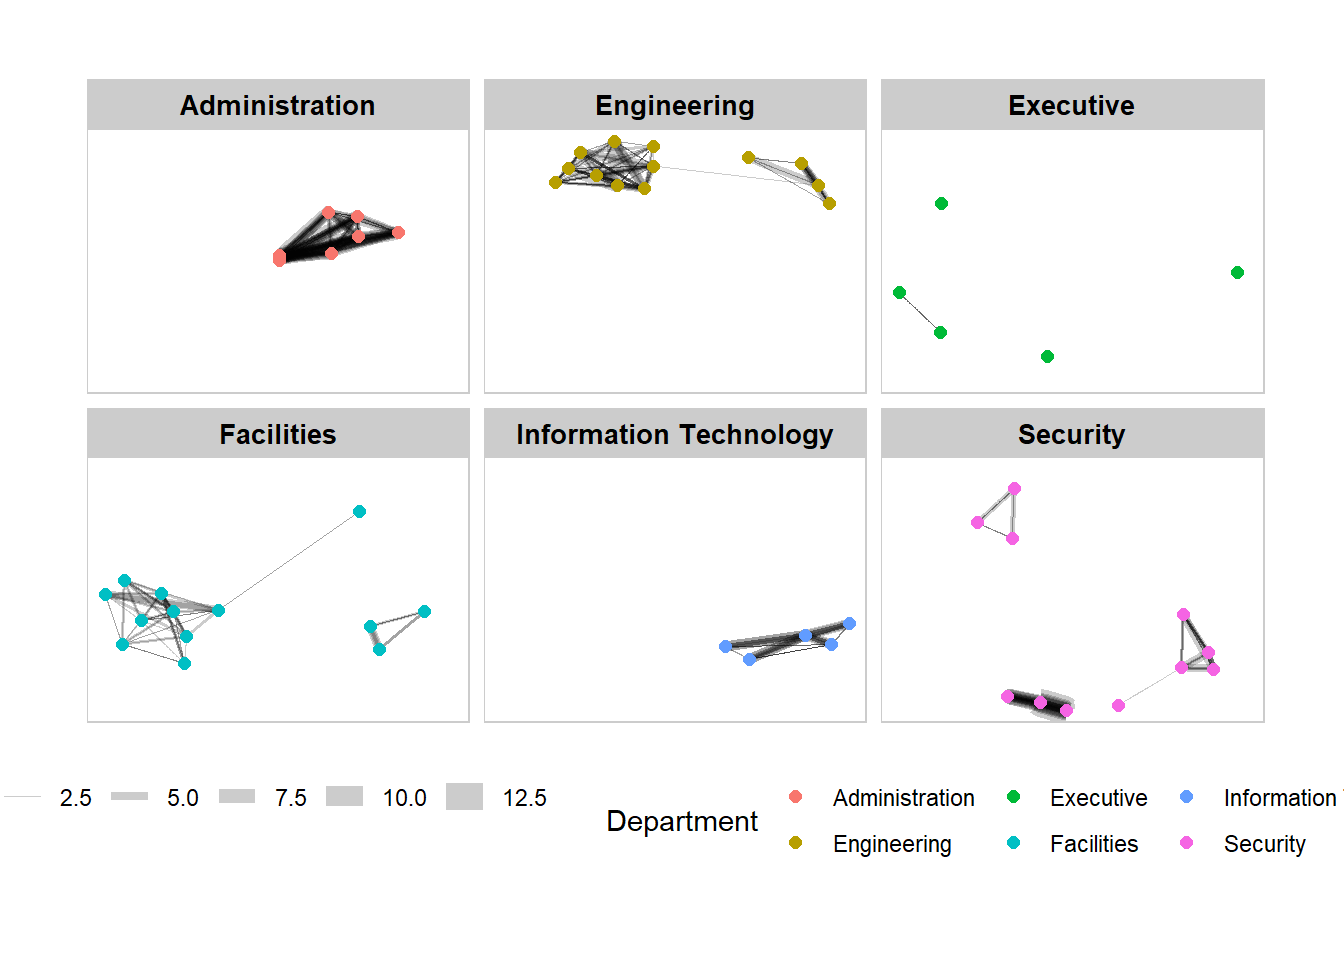 Administration Engineering Executive
Facilities Information Technology Security
2.5 5.0 7.5 10.0 12.5
Department
Administration Executive Information
Engineering Facilities Security